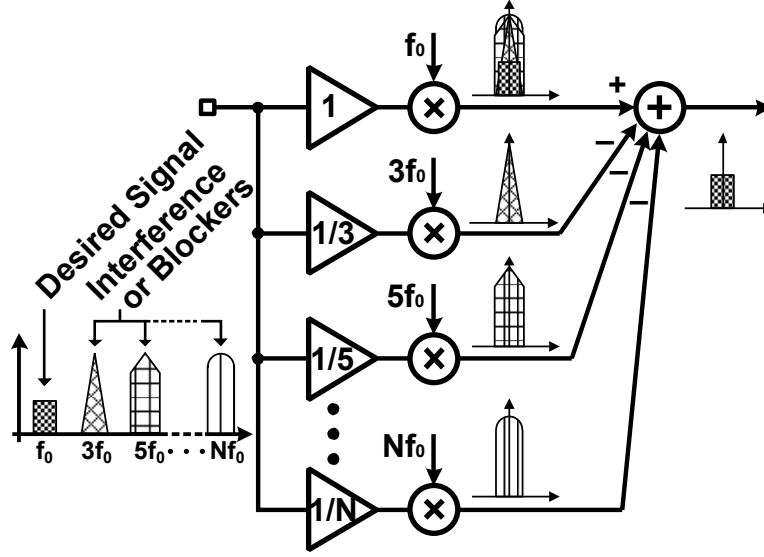 f₀
1
+
3f₀
−
1/3
−
−
5f₀
1/5
Desired Signal
Interference
or Blockers
f₀ 3f₀ 5f₀ ··· Nf₀
Nf₀
1/N